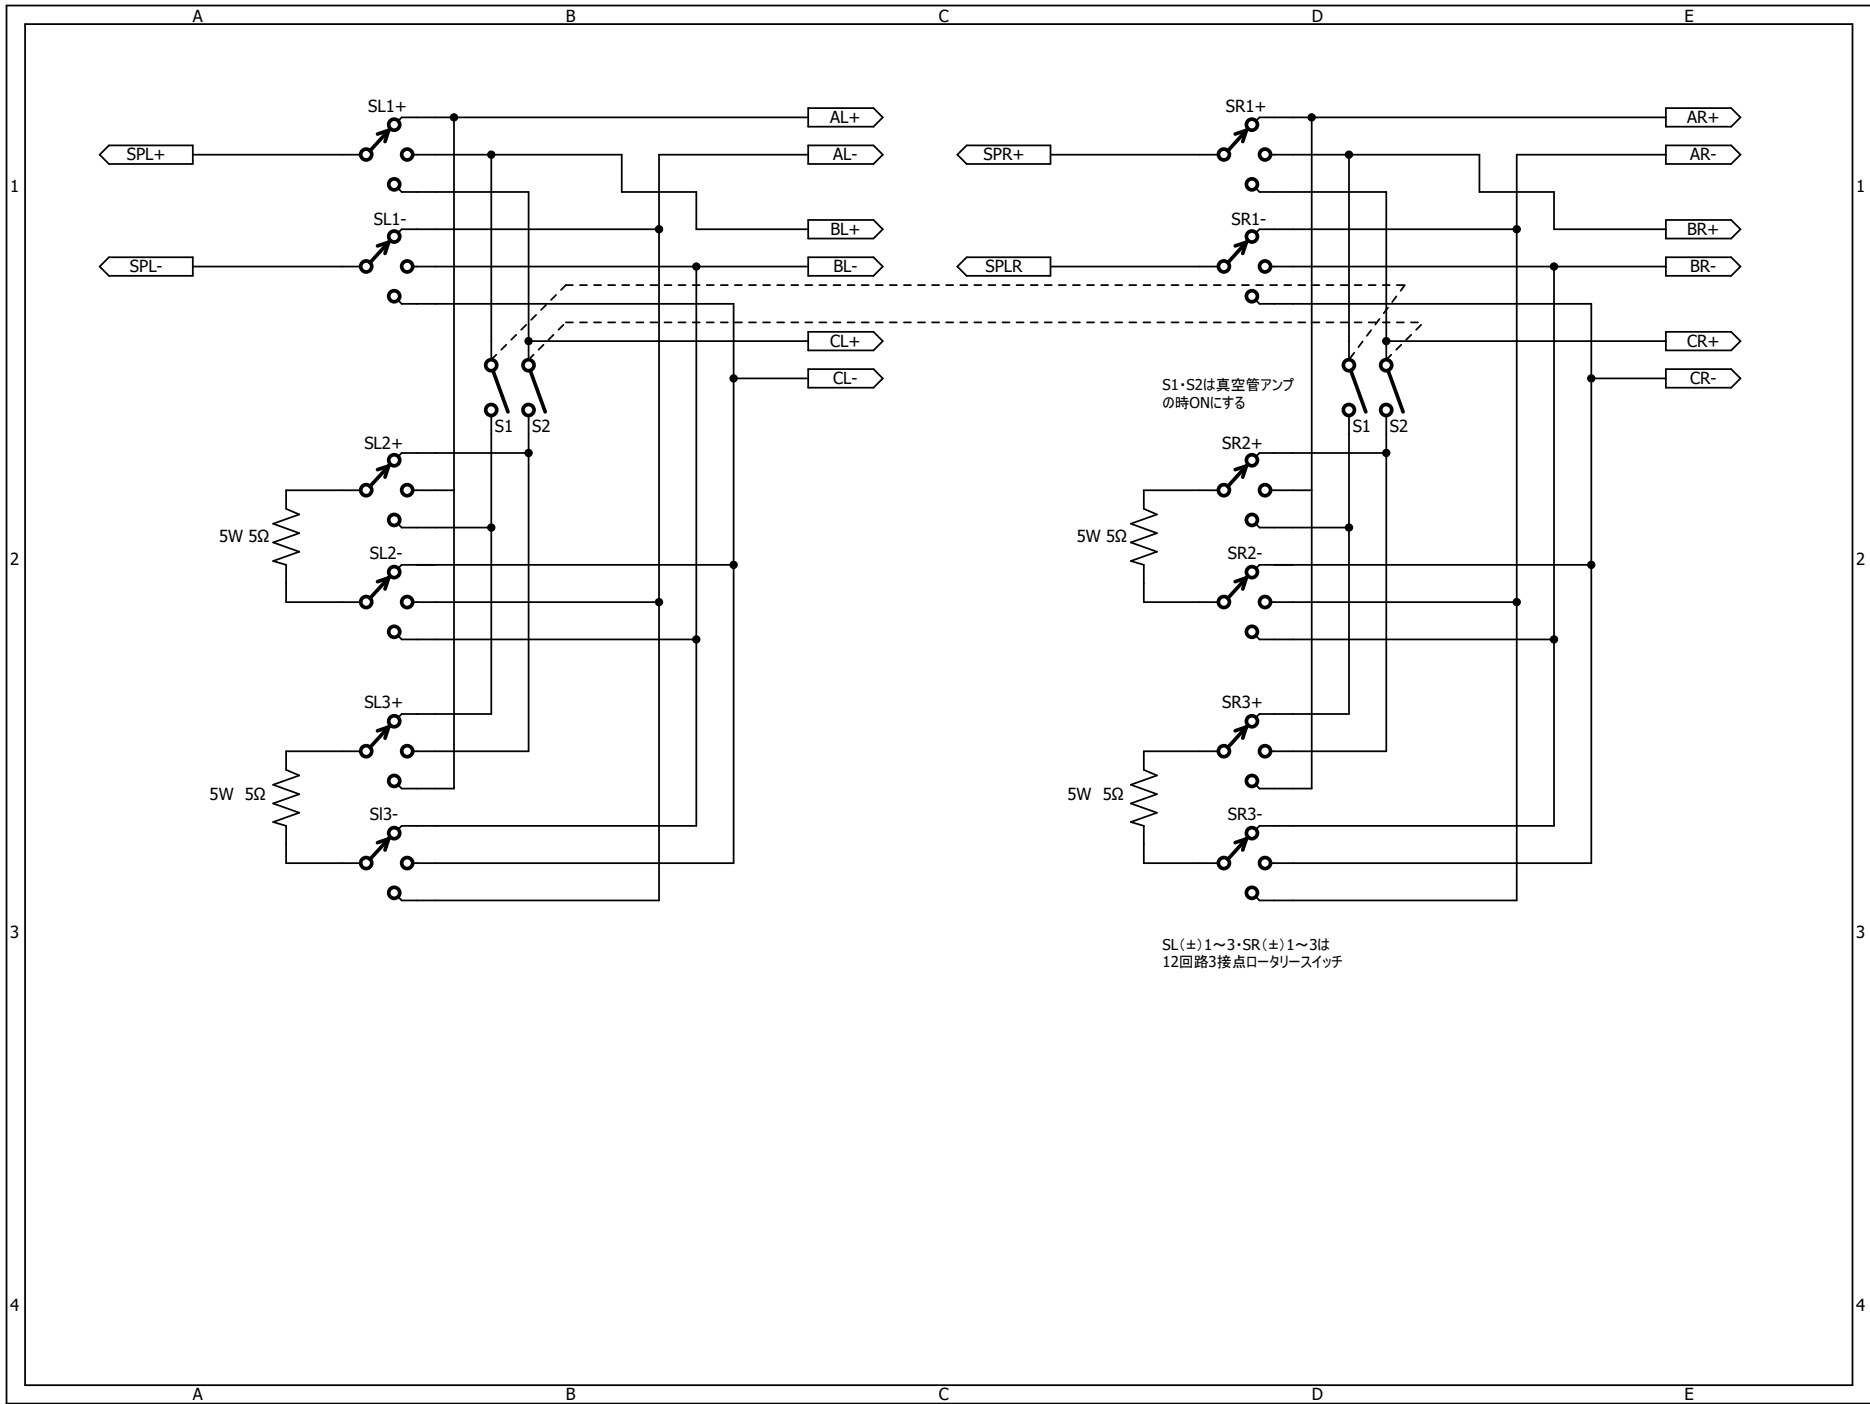 A B C D E
SL1+ SR1+
AL+ AR+
SPL+ AL- SPR+ AR-
1 1
SL1- SR1-
BL+ BR+
SPL- BL- SPLR BR-
CL+ CR+
CL- CR-
S1・S2は真空管アンプ
の時ONにする
S1 S2 S1 S2
SL2+ SR2+
5W 5Ω 5W 5Ω
SL2- SR2-
2 2
SL3+ SR3+
5W 5Ω 5W 5Ω
Sl3- SR3-
3 3
SL(±)1～3・SR(±)1～3は
12回路3接点ロータリースイッチ
4 4
A B C D E